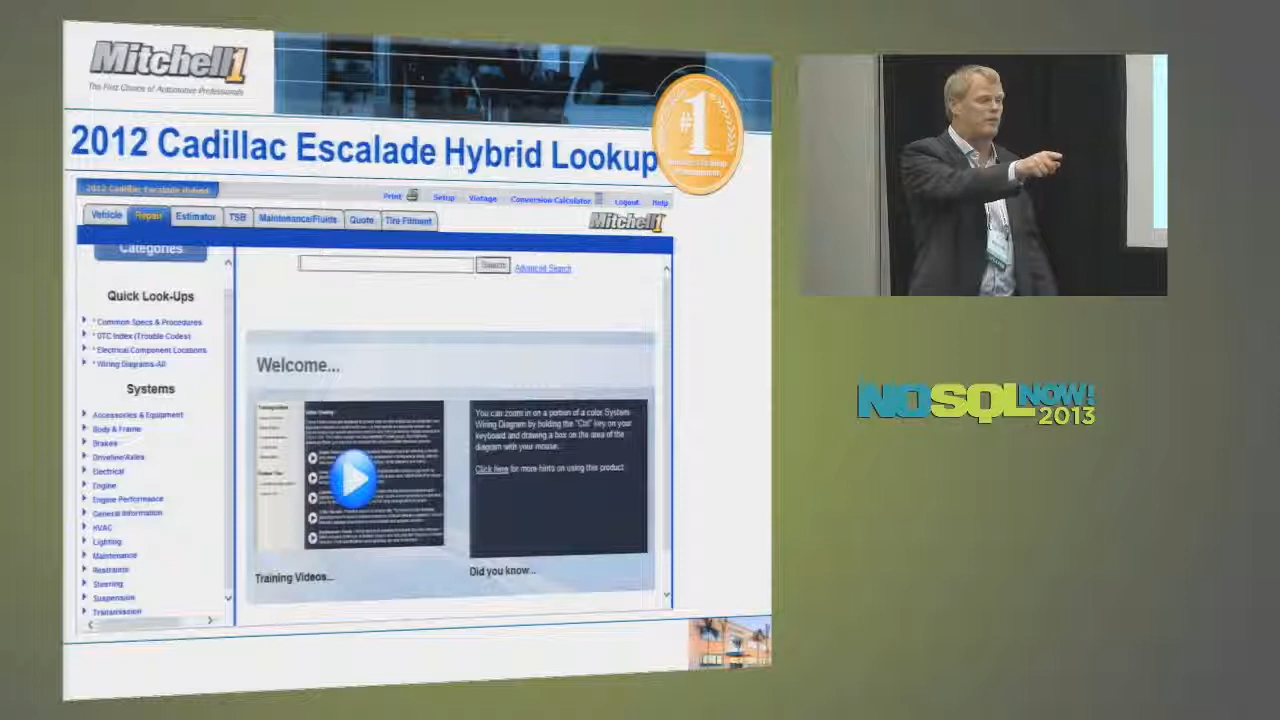 Mitchell1
The First Choice of Automotive Professionals
#1
2012 Cadillac Escalade Hybrid Lookup
2012 Cadillac Escalade Hybrid
Print Setup Vintage Conversion Calculator Logout Help
Vehicle Repair Estimator TSB Maintenance/Fluids Quote Tire Fitment
Mitchell1
Categories
Search Advanced Search
Quick Look-Ups
* Common Specs & Procedures
* DTC Index (Trouble Codes)
* Electrical Component Locations
* Wiring Diagrams-All
Systems
Accessories & Equipment
Body & Frame
Brakes
Driveline/Axles
Electrical
Engine
Engine Performance
General Information
HVAC
Lighting
Maintenance
Restraints
Steering
Suspension
Transmission
Welcome...
You can zoom in on a portion of a color System
Wiring Diagram by holding the "Ctrl" key on your
keyboard and drawing a box on the area of the
diagram with your mouse.
Click here for more hints on using this product
Training Videos...
Did you know...
NOSQLNOW!
2013